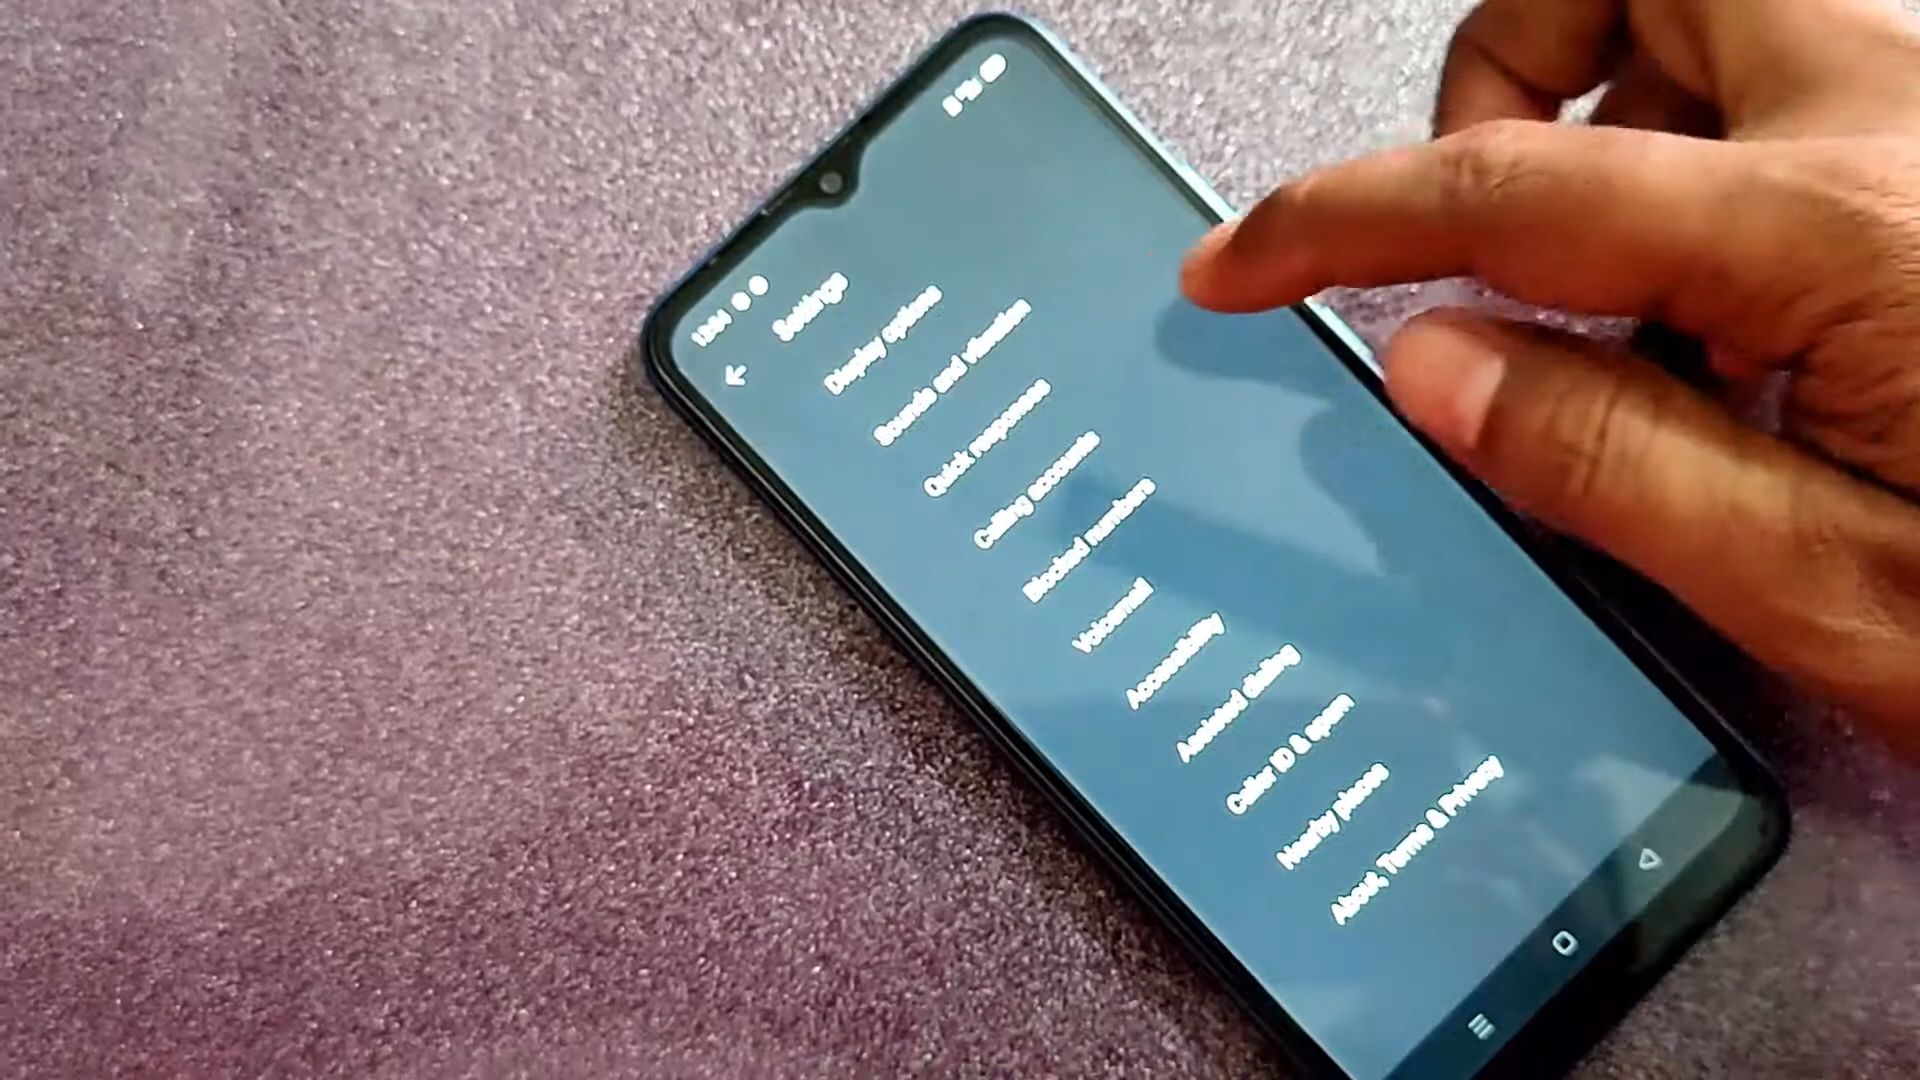 Settings
Display options
Sounds and vibration
Quick responses
Calling accounts
Blocked numbers
Voicemail
Accessibility
Assisted dialing
Caller ID & spam
Nearby places
About, Terms & Privacy